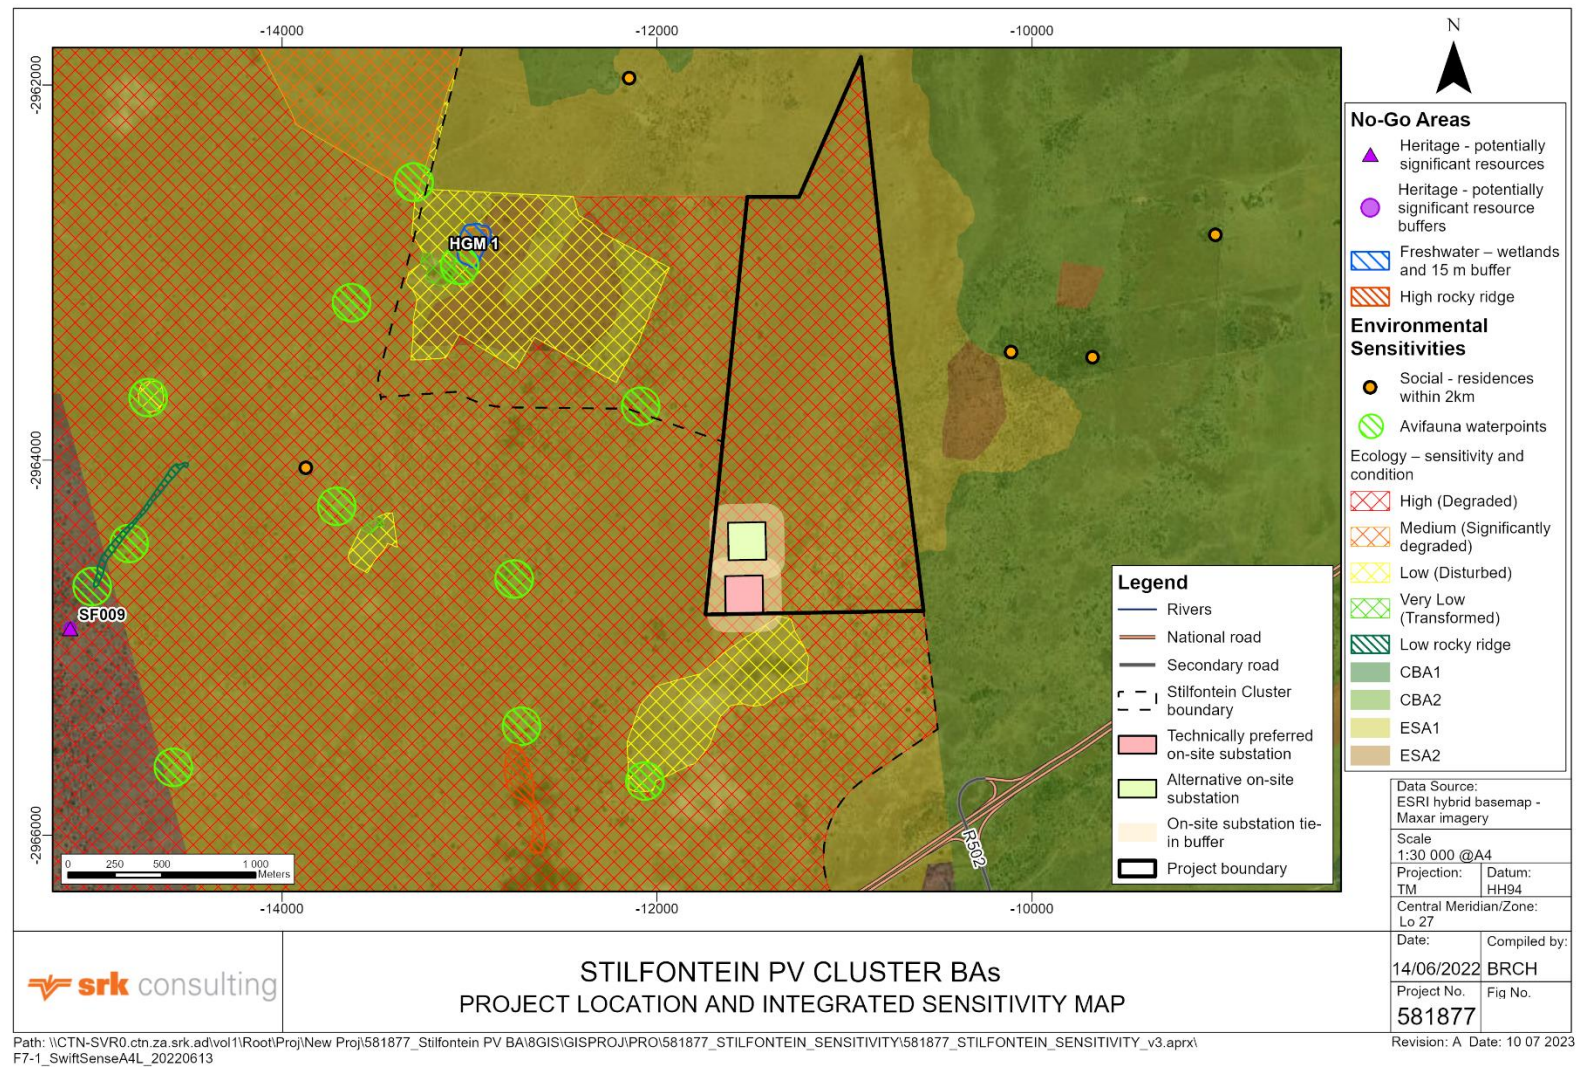 -14000
-12000
-10000
-2962000
-2964000
-2966000
HGM 1
SF009
R502
0 250 500 1 000
Meters
-14000
-12000
-10000
Legend
Rivers
National road
Secondary road
Stilfontein Cluster
boundary
Technically preferred
on-site substation
Alternative on-site
substation
On-site substation tie-
in buffer
Project boundary
N
No-Go Areas
Heritage - potentially
significant resources
Heritage - potentially
significant resource
buffers
Freshwater – wetlands
and 15 m buffer
High rocky ridge
Environmental
Sensitivities
Social - residences
within 2km
Avifauna waterpoints
Ecology – sensitivity and
condition
High (Degraded)
Medium (Significantly
degraded)
Low (Disturbed)
Very Low
(Transformed)
Low rocky ridge
CBA1
CBA2
ESA1
ESA2
Data Source:
ESRI hybrid basemap -
Maxar imagery
Scale
1:30 000 @A4
Projection:
TM
Datum:
HH94
Central Meridian/Zone:
Lo 27
Date:
14/06/2022
Compiled by:
BRCH
Project No.
581877
Fig No.
srk consulting
STILFONTEIN PV CLUSTER BAs
PROJECT LOCATION AND INTEGRATED SENSITIVITY MAP
Path: \\CTN-SVR0.ctn.za.srk.ad\vol1\Root\Proj\New Proj\581877_Stilfontein PV BA\8GIS\GISPROJ\PRO\581877_STILFONTEIN_SENSITIVITY\581877_STILFONTEIN_SENSITIVITY_v3.aprx\
F7-1_SwiftSenseA4L_20220613
Revision: A Date: 10 07 2023